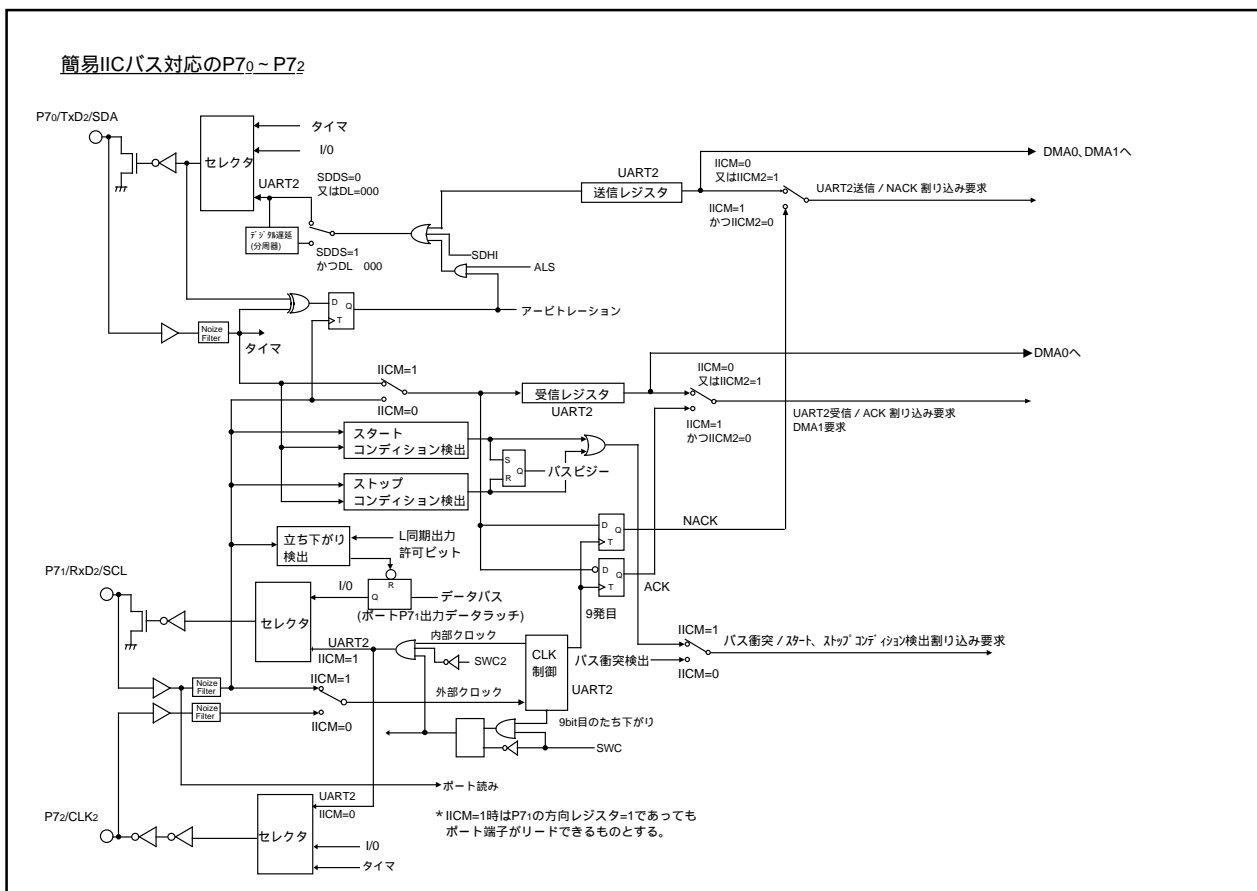 簡易IICバス対応のP70 ~ P72
P70/TxD2/SDA
タイマ
I/0
セレクタ
UART2
SDDS=0
又はDL=000
デジタル遅延
(分周器)
SDDS=1
かつDL 000
SDHI
ALS
UART2
送信レジスタ
IICM=0
又はIICM2=1
IICM=1
かつIICM2=0
DMA0、DMA1へ
UART2送信 / NACK 割り込み要求
D
Q
T
アービトレーション
Noize
Filter
タイマ
IICM=1
IICM=0
受信レジスタ
UART2
IICM=0
又はIICM2=1
IICM=1
かつIICM2=0
DMA0へ
UART2受信 / ACK 割り込み要求
DMA1要求
スタート
コンディション検出
ストップ
コンディション検出
S
R
Q
バスビジー
D
Q
T
NACK
D
Q
T
ACK
9発目
立ち下がり
検出
L同期出力
許可ビット
P71/RxD2/SCL
I/0
R
Q
データバス
(ポートP71出力データラッチ)
セレクタ
UART2
IICM=1
内部クロック
SWC2
CLK
制御
UART2
バス衝突検出
IICM=1
IICM=0
バス衝突 / スタート、ストップ コンディション検出割り込み要求
Noize
Filter
Noize
Filter
IICM=1
IICM=0
外部クロック
9bit目のたち下がり
SWC
ポート読み
P72/CLK2
UART2
IICM=0
セレクタ
I/0
タイマ
*IICM=1時はP71の方向レジスタ=1であっても
ポート端子がリードできるものとする。